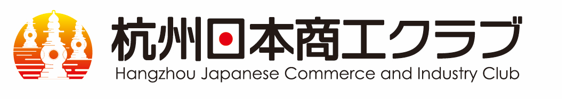 杭州日本商工クラブ
Hangzhou Japanese Commerce and Industry Club